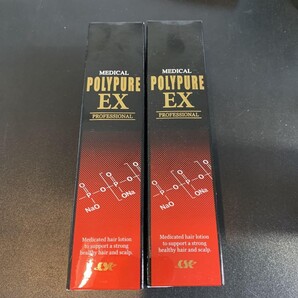 MEDICAL
POLYPURE
EX
PROFESSIONAL
NaO
ONa
Medicated hair lotion
to support a strong
healthy hair and scalp.
MEDICAL
POLYPURE
EX
PROFESSIONAL
NaO
ONa
Medicated hair lotion
to support a strong
healthy hair and scalp.